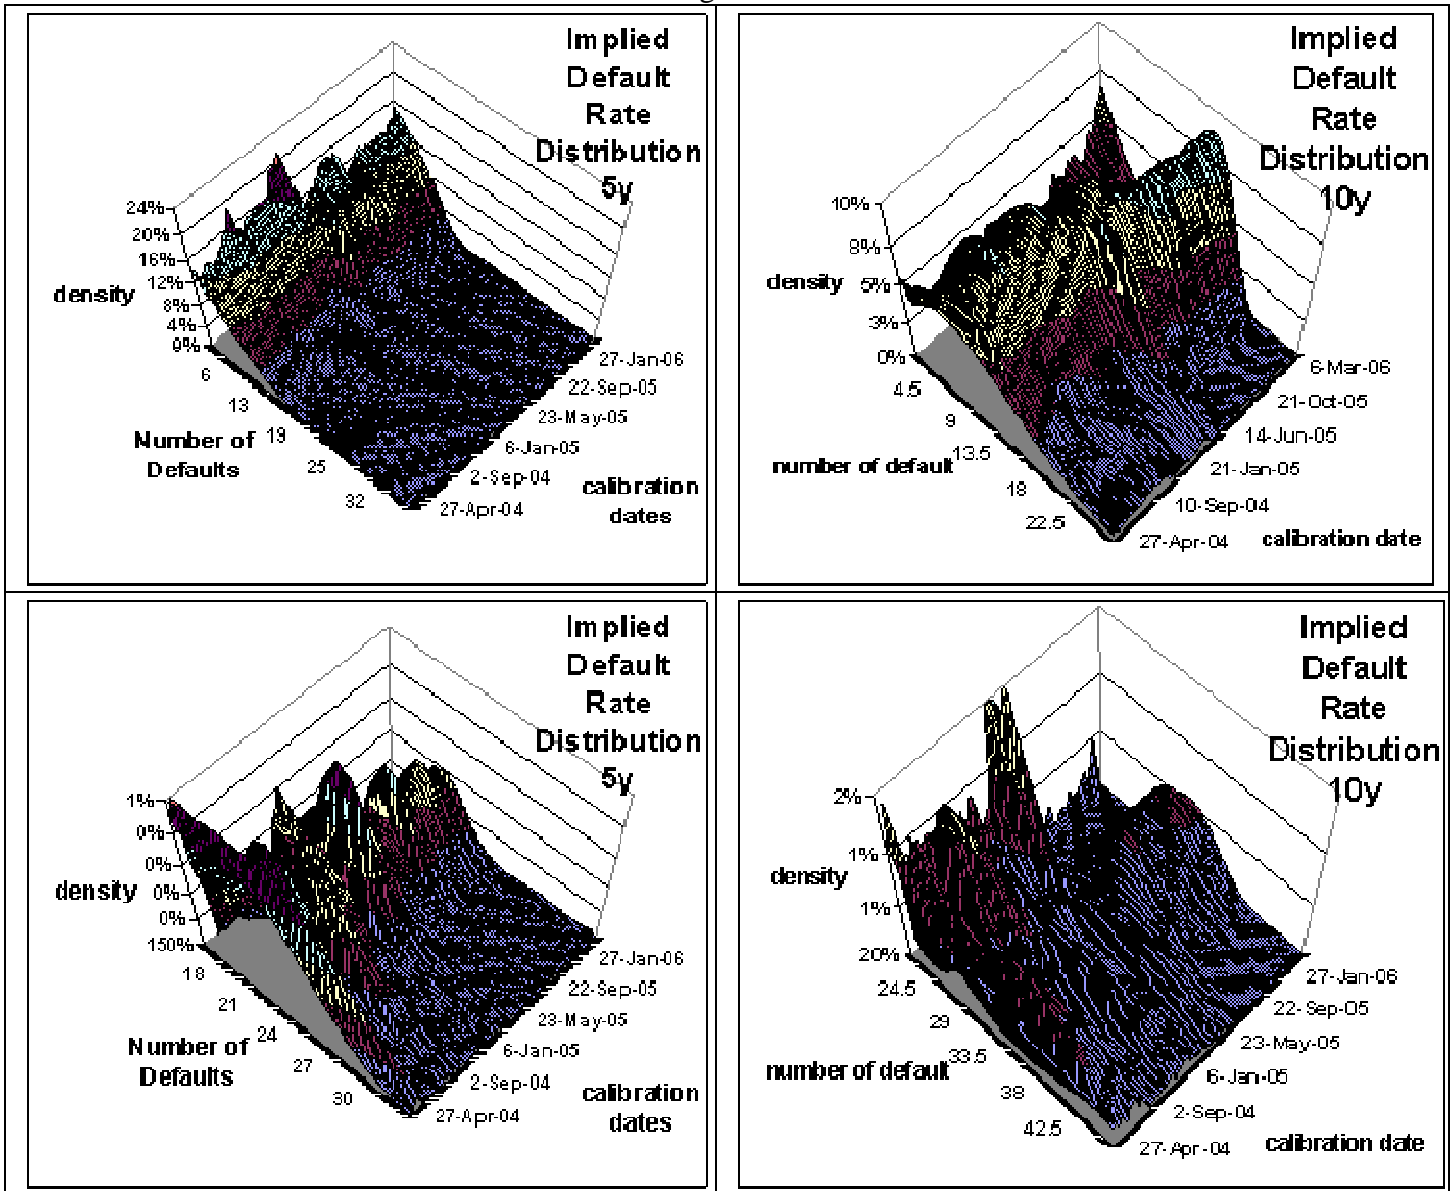 Implied
Default
Rate
Distribution
5y
24%
20%
16%
12%
8%
4%
0%
density
6
13
19
25
32
Number of
Defaults
27-Jan-06
22-Sep-05
23-May-05
6-Jan-05
2-Sep-04
27-Apr-04
calibration
dates
Implied
Default
Rate
Distribution
10y
10%
8%
5%
3%
0%
density
4.5
9
13.5
18
22.5
number of default
6-Mar-06
21-Oct-05
14-Jun-05
21-Jan-05
10-Sep-04
27-Apr-04
calibration date
Implied
Default
Rate
Distribution
5y
1%
0%
0%
0%
0%
150%
density
18
21
24
27
30
Number of
Defaults
27-Jan-06
22-Sep-05
23-May-05
6-Jan-05
2-Sep-04
27-Apr-04
calibration
dates
Implied
Default
Rate
Distribution
10y
2%
1%
1%
20%
density
24.5
29
33.5
38
42.5
number of default
27-Jan-06
22-Sep-05
23-May-05
6-Jan-05
2-Sep-04
27-Apr-04
calibration date